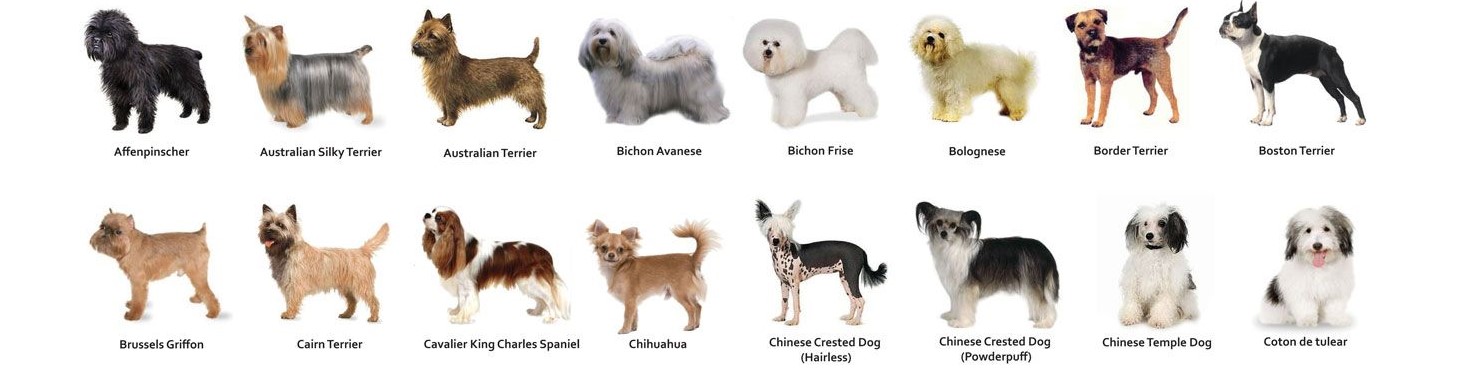 Affenpinscher
Australian Silky Terrier
Australian Terrier
Bichon Avanese
Bichon Frise
Bolognese
Border Terrier
Boston Terrier
Brussels Griffon
Cairn Terrier
Cavalier King Charles Spaniel
Chihuahua
Chinese Crested Dog
(Hairless)
Chinese Crested Dog
(Powderpuff)
Chinese Temple Dog
Coton de tulear